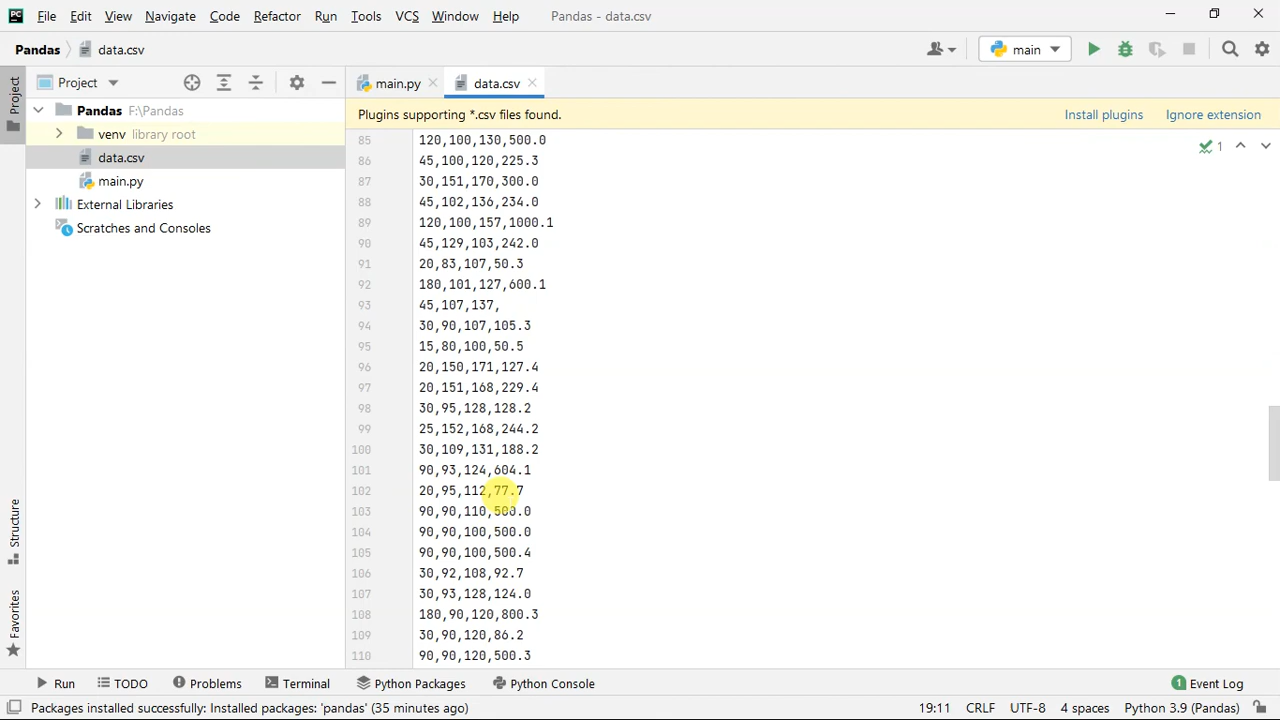 PC File Edit View Navigate Code Refactor Run Tools VCS Window Help Pandas - data.csv
Pandas data.csv main
Project main.py data.csv
Plugins supporting *.csv files found. Install plugins Ignore extension
Project
Pandas F:\Pandas
venv library root
data.csv
main.py
External Libraries
Scratches and Consoles
1
85 120,100,130,500.0
86 45,100,120,225.3
87 30,151,170,300.0
88 45,102,136,234.0
89 120,100,157,1000.1
90 45,129,103,242.0
91 20,83,107,50.3
92 180,101,127,600.1
93 45,107,137,
94 30,90,107,105.3
95 15,80,100,50.5
96 20,150,171,127.4
97 20,151,168,229.4
98 30,95,128,128.2
99 25,152,168,244.2
100 30,109,131,188.2
101 90,93,124,604.1
102 20,95,112,77.7
103 90,90,110,500.0
104 90,90,100,500.0
105 90,90,100,500.4
106 30,92,108,92.7
107 30,93,128,124.0
108 180,90,120,800.3
109 30,90,120,86.2
110 90,90,120,500.3
Structure
Favorites
Run TODO Problems Terminal Python Packages Python Console 1 Event Log
Packages installed successfully: Installed packages: 'pandas' (35 minutes ago) 19:11 CRLF UTF-8 4 spaces Python 3.9 (Pandas)